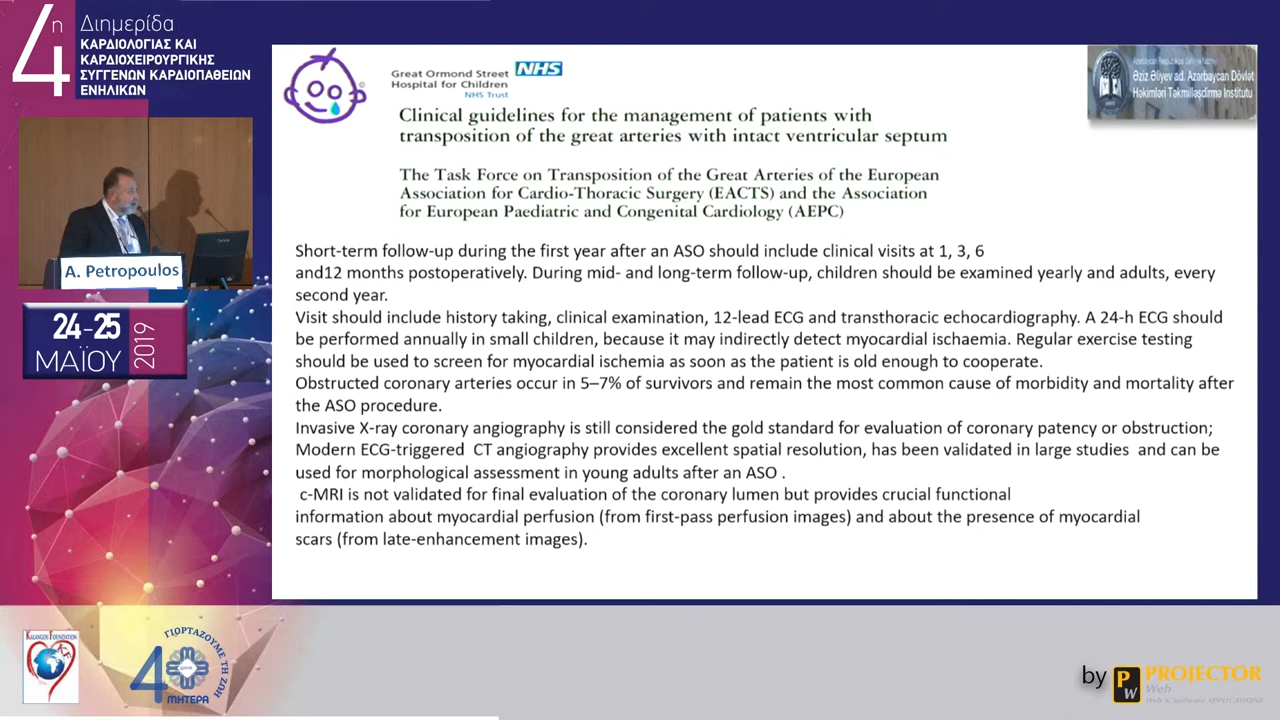 4η Διημερίδα
ΚΑΡΔΙΟΛΟΓΙΑΣ ΚΑΙ
ΚΑΡΔΙΟΧΕΙΡΟΥΡΓΙΚΗΣ
ΣΥΓΓΕΝΩΝ ΚΑΡΔΙΟΠΑΘΕΙΩΝ
ΕΝΗΛΙΚΩΝ
A. Petropoulos
24-25
ΜΑΪΟΥ
2019
Great Ormond Street NHS
Hospital for Children
NHS Trust
Əziz Əliyev ad. Azərbaycan Dövlət
Həkimləri Təkmilləşdirmə İnstitutu
Clinical guidelines for the management of patients with
transposition of the great arteries with intact ventricular septum
The Task Force on Transposition of the Great Arteries of the European
Association for Cardio-Thoracic Surgery (EACTS) and the Association
for European Paediatric and Congenital Cardiology (AEPC)
Short-term follow-up during the first year after an ASO should include clinical visits at 1, 3, 6
and12 months postoperatively. During mid- and long-term follow-up, children should be examined yearly and adults, every
second year.
Visit should include history taking, clinical examination, 12-lead ECG and transthoracic echocardiography. A 24-h ECG should
be performed annually in small children, because it may indirectly detect myocardial ischaemia. Regular exercise testing
should be used to screen for myocardial ischemia as soon as the patient is old enough to cooperate.
Obstructed coronary arteries occur in 5–7% of survivors and remain the most common cause of morbidity and mortality after
the ASO procedure.
Invasive X-ray coronary angiography is still considered the gold standard for evaluation of coronary patency or obstruction;
Modern ECG-triggered CT angiography provides excellent spatial resolution, has been validated in large studies and can be
used for morphological assessment in young adults after an ASO .
c-MRI is not validated for final evaluation of the coronary lumen but provides crucial functional
information about myocardial perfusion (from first-pass perfusion images) and about the presence of myocardial
scars (from late-enhancement images).
KALANGOS FOUNDATION
KF
ΓΙΟΡΤΑΖΟΥΜΕ ΤΗ ΖΩΗ
40
ΜΗΤΕΡΑ
by PW PROJECTOR
Web
Web & Software APPLICATIONS